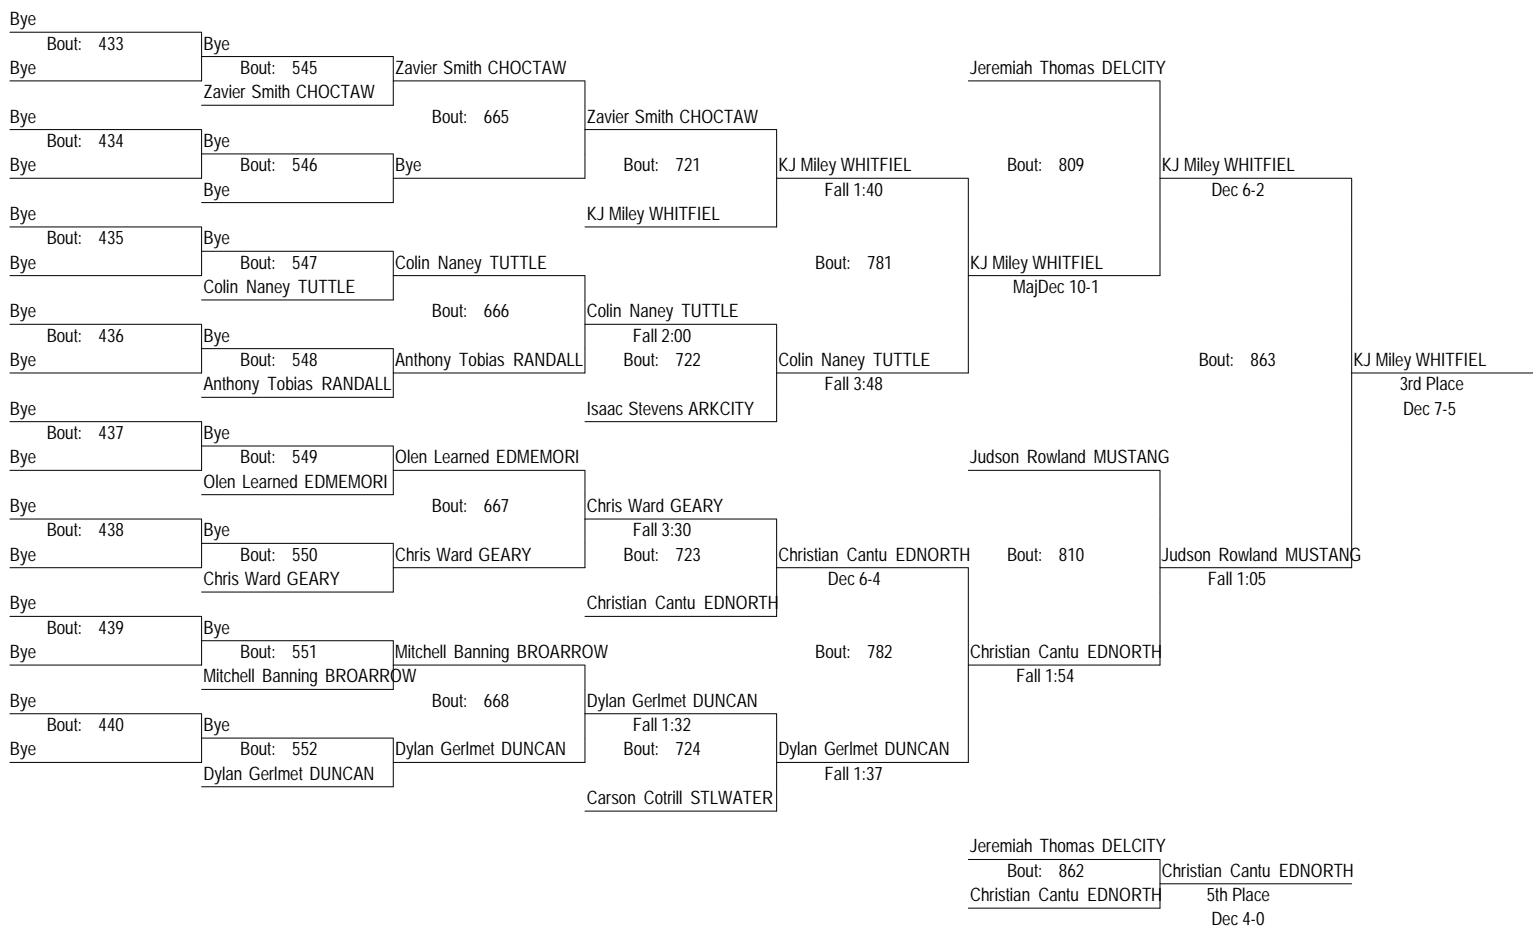 Bye
Bout: 433 Bye
Bye Bout: 545 Zavier Smith CHOCTAW Jeremiah Thomas DELCITY
Zavier Smith CHOCTAW
Bye Bout: 665 Zavier Smith CHOCTAW
Bout: 434 Bye
Bye Bout: 546 Bye Bout: 721 KJ Miley WHITFIEL Bout: 809 KJ Miley WHITFIEL
Bye Fall 1:40 Dec 6-2
Bye KJ Miley WHITFIEL
Bout: 435 Bye
Bye Bout: 547 Colin Naney TUTTLE Bout: 781 KJ Miley WHITFIEL
Colin Naney TUTTLE MajDec 10-1
Bye Bout: 666 Colin Naney TUTTLE
Bout: 436 Bye Fall 2:00
Bye Bout: 548 Anthony Tobias RANDALL Bout: 722 Colin Naney TUTTLE Bout: 863 KJ Miley WHITFIEL
Anthony Tobias RANDALL Fall 3:48 3rd Place
Bye Isaac Stevens ARKCITY Dec 7-5
Bout: 437 Bye
Bye Bout: 549 Olen Learned EDMEMORI Judson Rowland MUSTANG
Olen Learned EDMEMORI
Bye Bout: 667 Chris Ward GEARY
Bout: 438 Bye Fall 3:30
Bye Bout: 550 Chris Ward GEARY Bout: 723 Christian Cantu EDNORTH Bout: 810 Judson Rowland MUSTANG
Chris Ward GEARY Dec 6-4 Fall 1:05
Bye Christian Cantu EDNORTH
Bout: 439 Bye
Bye Bout: 551 Mitchell Banning BROARROW Bout: 782 Christian Cantu EDNORTH
Mitchell Banning BROARROW Fall 1:54
Bye Bout: 668 Dylan Gerlmet DUNCAN
Bout: 440 Bye Fall 1:32
Bye Bout: 552 Dylan Gerlmet DUNCAN Bout: 724 Dylan Gerlmet DUNCAN
Dylan Gerlmet DUNCAN Fall 1:37
Carson Cotrill STLWATER
Jeremiah Thomas DELCITY
Bout: 862 Christian Cantu EDNORTH
Christian Cantu EDNORTH 5th Place
Dec 4-0